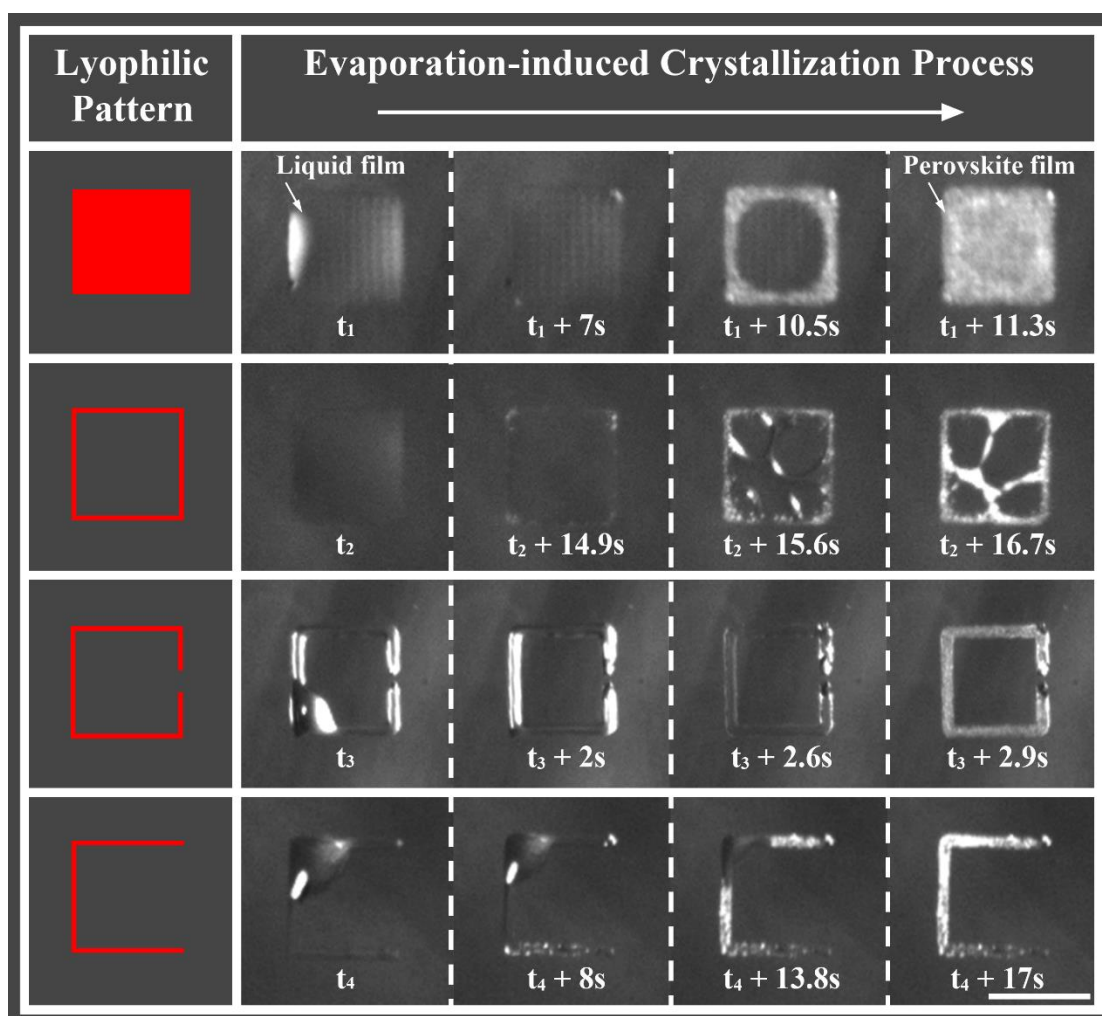 Lyophilic
Pattern
Evaporation-induced Crystallization Process
Liquid film
Perovskite film
t₁
t₁ + 7s
t₁ + 10.5s
t₁ + 11.3s
t₂
t₂ + 14.9s
t₂ + 15.6s
t₂ + 16.7s
t₃
t₃ + 2s
t₃ + 2.6s
t₃ + 2.9s
t₄
t₄ + 8s
t₄ + 13.8s
t₄ + 17s